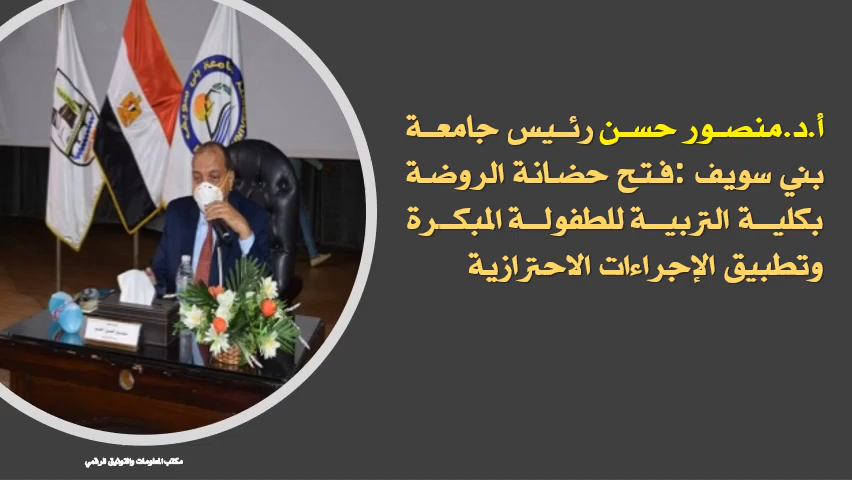 أ.د.منصور حسن رئيس جامعة
بني سويف :فتح حضانة الروضة
بكلية التربية للطفولة المبكرة
وتطبيق الإجراءات الاحترازية
مكتب المعلومات والتوثيق الرقمي